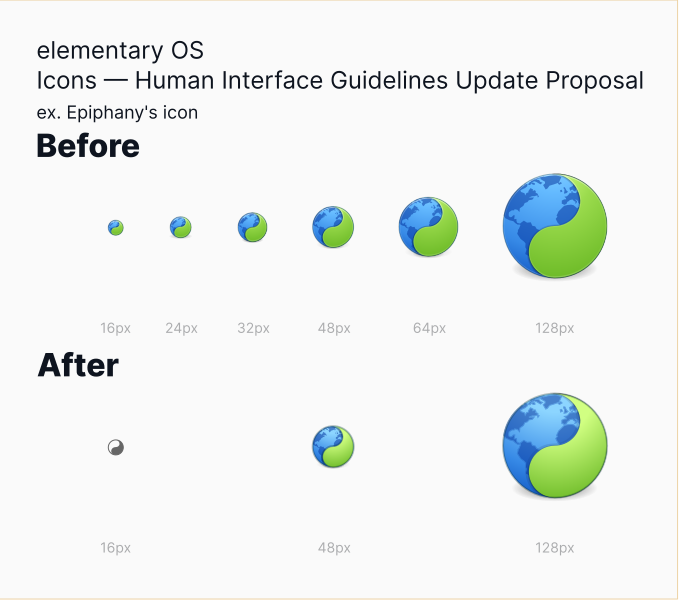 elementary OS
Icons — Human Interface Guidelines Update Proposal
ex. Epiphany's icon
Before
16px 24px 32px 48px 64px 128px
After
16px 48px 128px